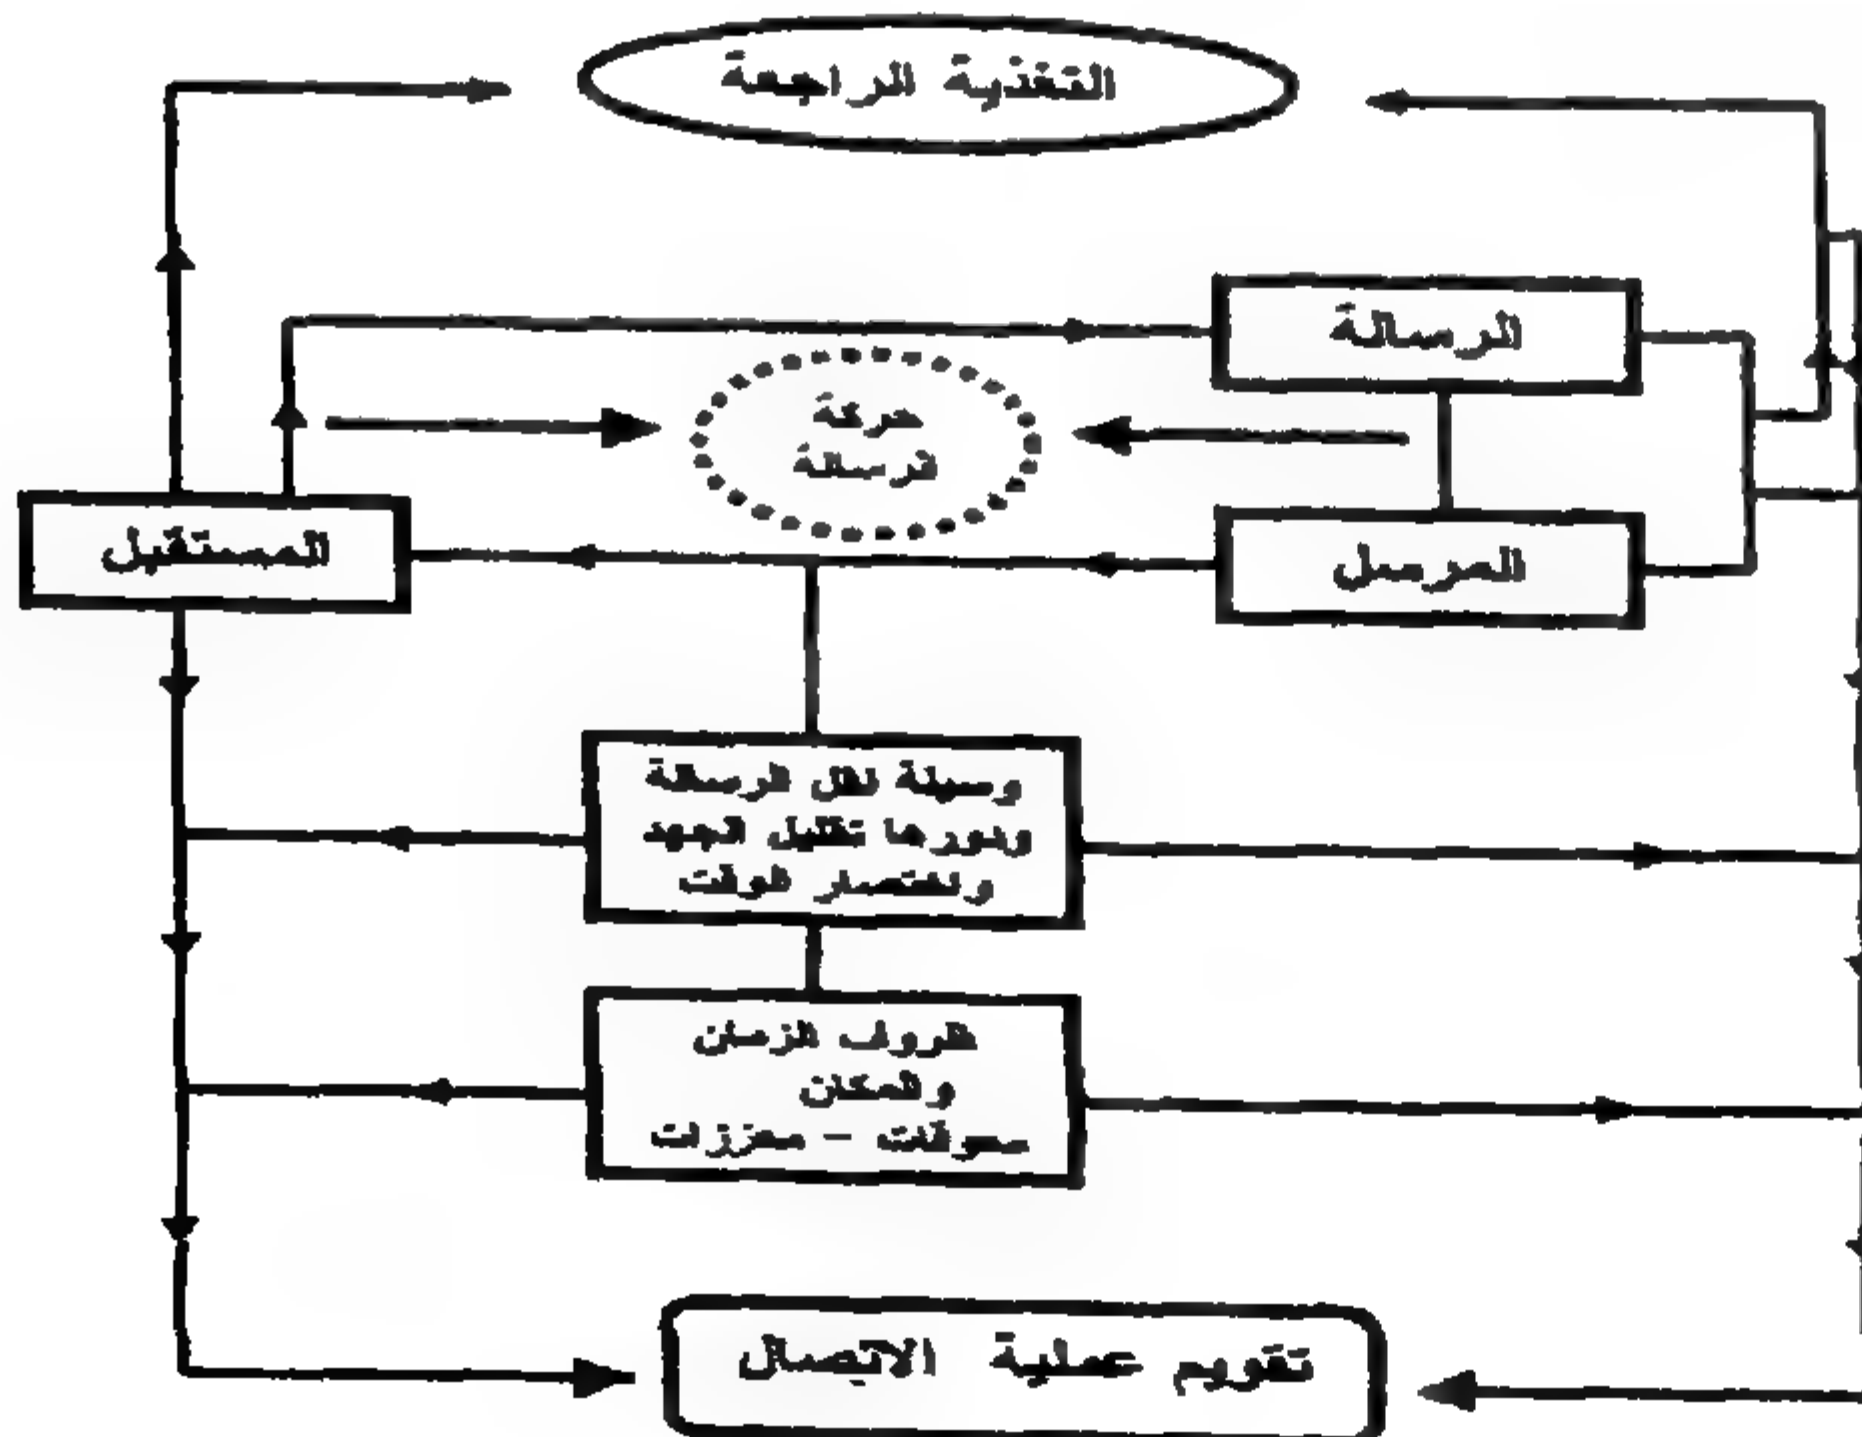 التغذية الراجعة
الرسالة
حركة
الرسالة
المرسل
المستقبل
وسيلة نقل الرسالة
ودورها تقليل الجهد
واختصار الوقت
ظروف الزمان
والمكان
معوقات - معززات
تقويم عملية الاتصال